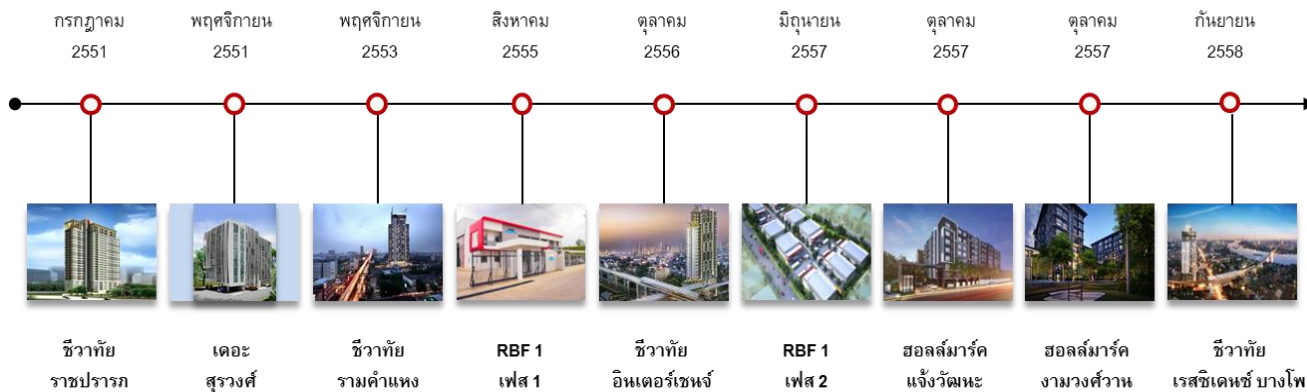 กรกฎาคม
2551
พฤศจิกายน
2551
พฤศจิกายน
2553
สิงหาคม
2555
ตุลาคม
2556
มิถุนายน
2557
ตุลาคม
2557
ตุลาคม
2557
กันยายน
2558
ชีวาทัย
ราชปรารภ
เดอะ
สุรวงศ์
ชีวาทัย
รามคำแหง
RBF 1
เฟส 1
ชีวาทัย
อินเตอร์เชนจ์
RBF 1
เฟส 2
ฮอลล์มาร์ค
แจ้งวัฒนะ
ฮอลล์มาร์ค
งามวงศ์วาน
ชีวาทัย
เรสซิเดนซ์ บางโพ